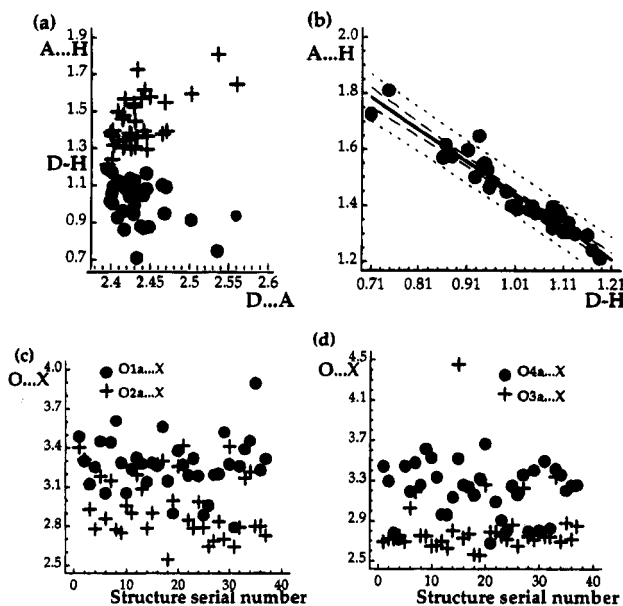 (a)
A...H
1.9
1.7
1.5
1.3
D-H
1.1
0.9
0.7
2.4 2.45 2.5 2.55 2.6
D...A
(b)
A...H
2.0
1.8
1.6
1.4
1.2
0.71 0.81 0.91 1.01 1.11 1.21
D-H
(c)
O...X
4.0
3.7
3.4
3.1
2.8
2.5
O1a...X
O2a...X
0 10 20 30 40
Structure serial number
(d)
O...X
4.5
4.1
3.7
3.3
2.9
2.5
O4a...X
O3a...X
0 10 20 30 40
Structure serial number